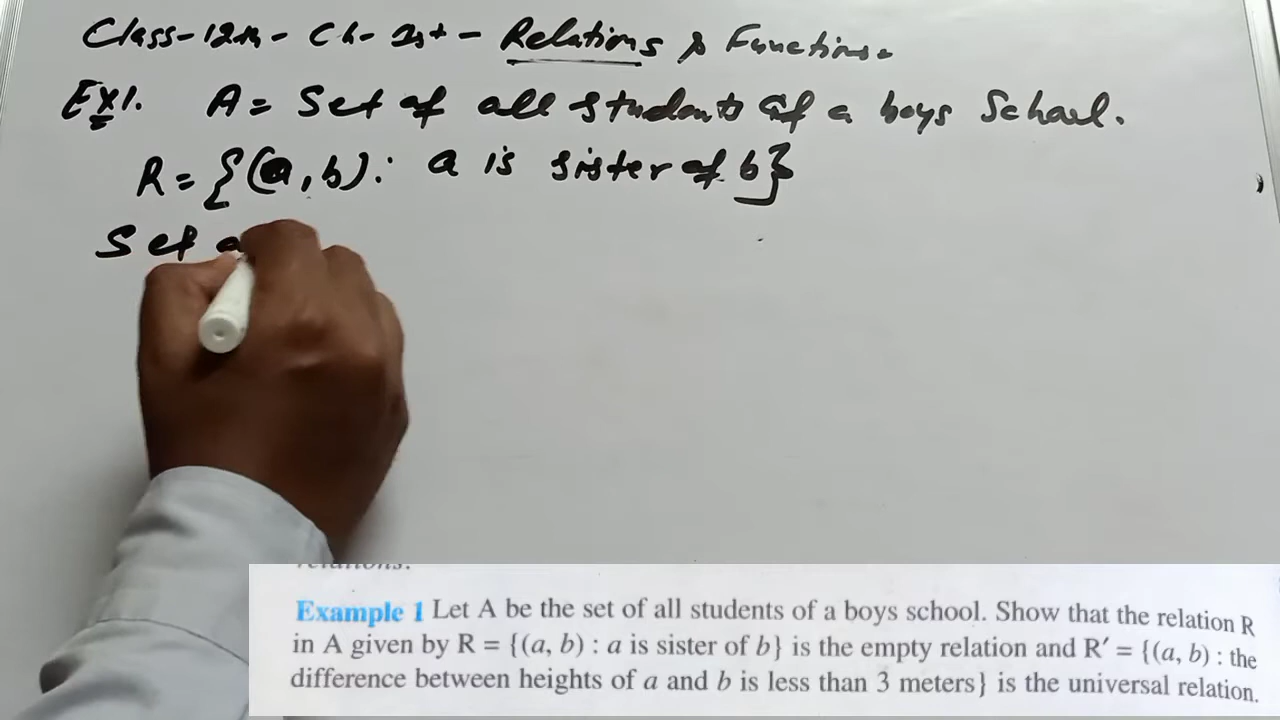 Class-12th - Ch- 1st - Relations & Functions.
Ex1. A = Set of all students of a boys School.
R = {(a, b): a is sister of b}
Set
relations.
Example 1 Let A be the set of all students of a boys school. Show that the relation R
in A given by R = {(a, b) : a is sister of b} is the empty relation and R′ = {(a, b) : the
difference between heights of a and b is less than 3 meters} is the universal relation.